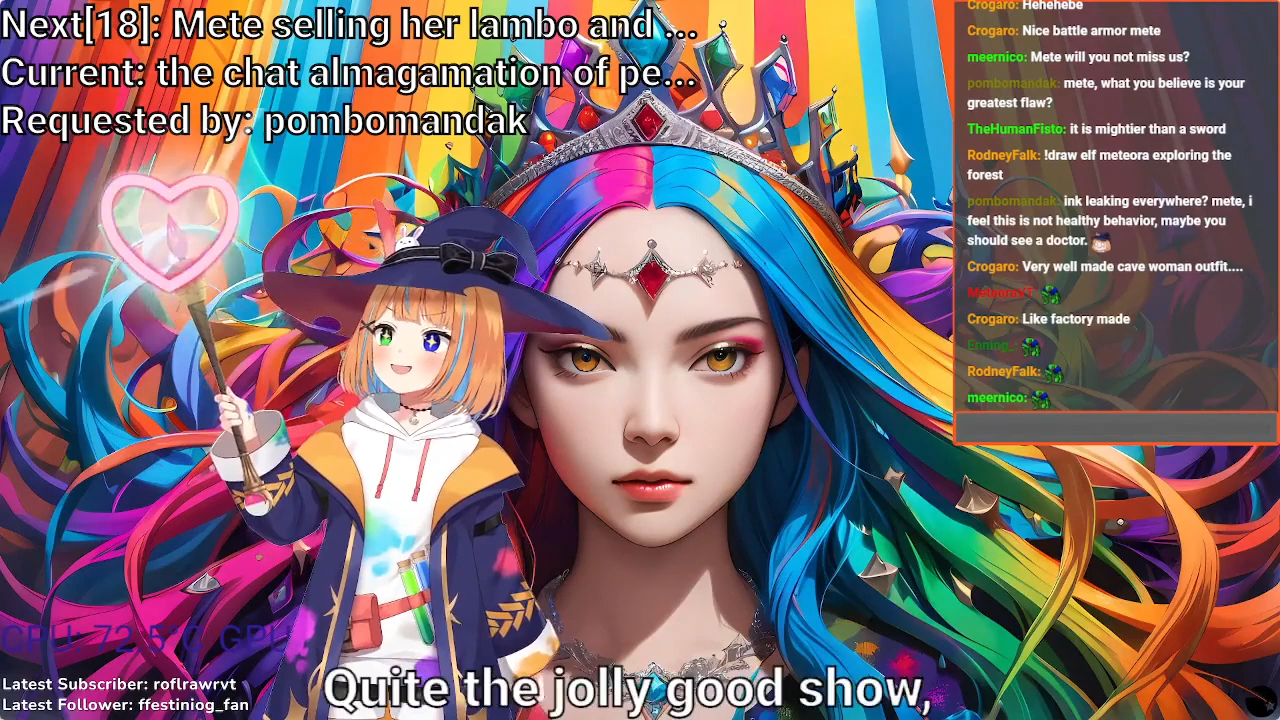 Next[18]: Mete selling her lambo and ...
Current: the chat almagamation of pe...
Requested by: pombomandak
Crogaro: Hehehebe
Crogaro: Nice battle armor mete
meernico: Mete will you not miss us?
pombomandak: mete, what you believe is your
greatest flaw?
TheHumanFisto: it is mightier than a sword
RodneyFalk: !draw elf meteora exploring the
forest
pombomandak: ink leaking everywhere? mete, i
feel this is not healthy behavior, maybe you
should see a doctor.
Crogaro: Very well made cave woman outfit....
Crogaro: Like factory made
RodneyFalk:
meernico:
GPU: 72.5°C GPU
Quite the jolly good show,
Latest Subscriber: roflrawrvt
Latest Follower: ffestiniog_fan